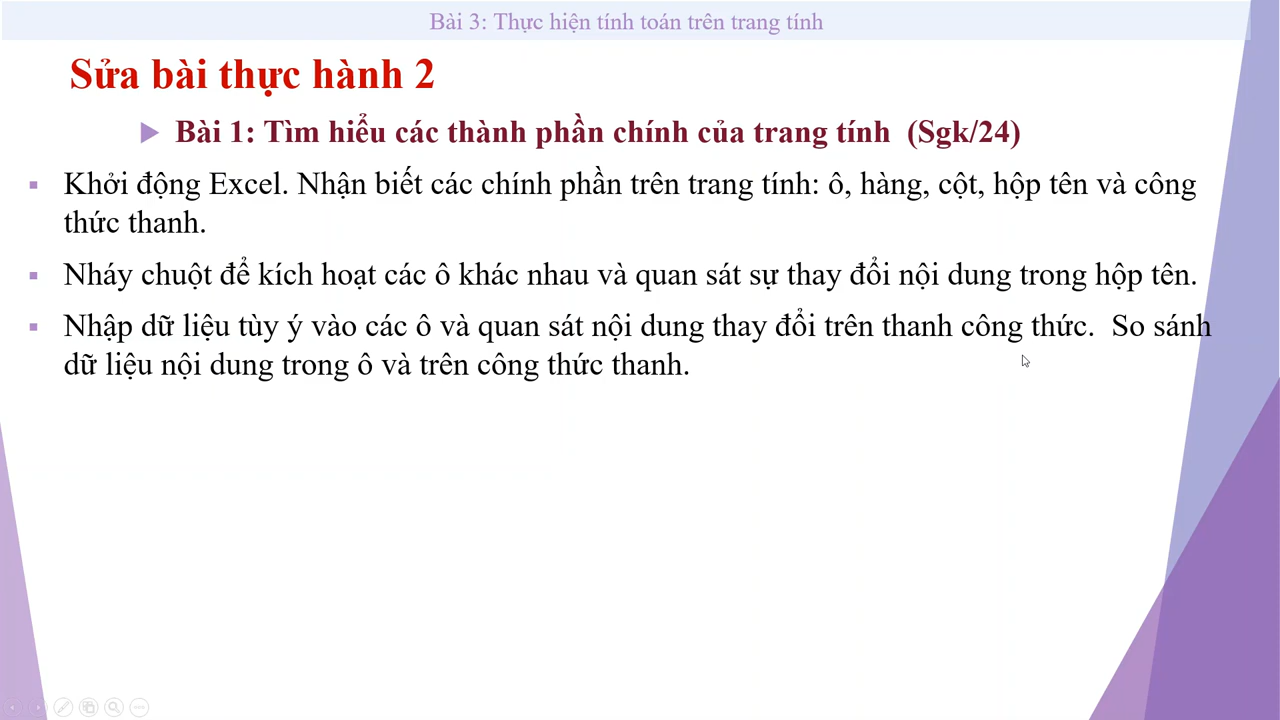 Bài 3: Thực hiện tính toán trên trang tính
Sửa bài thực hành 2
Bài 1: Tìm hiểu các thành phần chính của trang tính (Sgk/24)
Khởi động Excel. Nhận biết các chính phần trên trang tính: ô, hàng, cột, hộp tên và công
thức thanh.
Nháy chuột để kích hoạt các ô khác nhau và quan sát sự thay đổi nội dung trong hộp tên.
Nhập dữ liệu tùy ý vào các ô và quan sát nội dung thay đổi trên thanh công thức. So sánh
dữ liệu nội dung trong ô và trên công thức thanh.